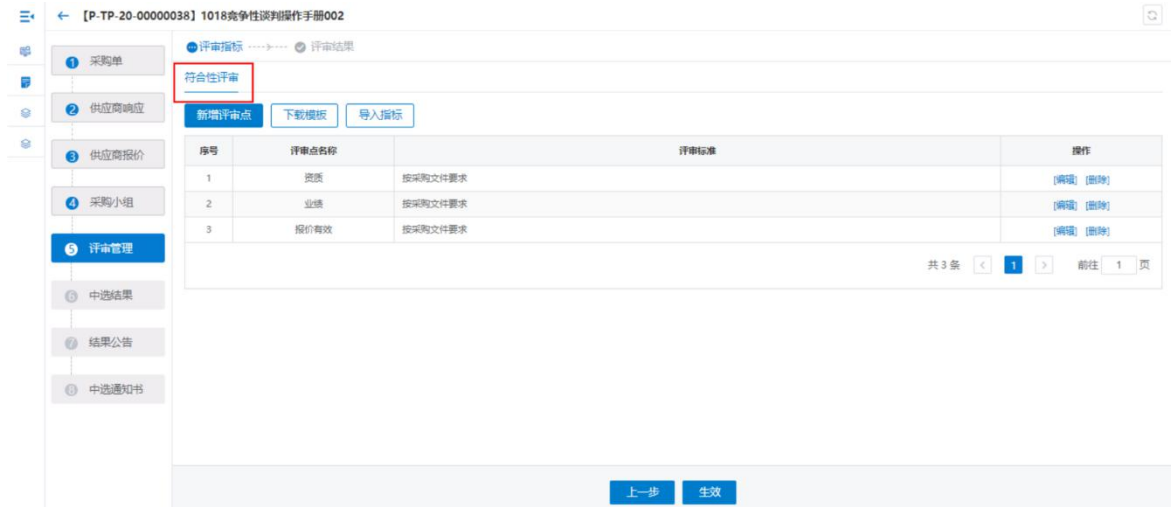 【P-TP-20-00000038】1018竞争性谈判操作手册002
1 采购单
2 供应商响应
3 供应商报价
4 采购小组
5 评审管理
6 中选结果
7 结果公告
8 中选通知书
评审指标 评审结果
符合性评审
新增评审点 下载模板 导入指标
序号 评审点名称 评审标准 操作
1 资质 按采购文件要求 [编辑] [删除]
2 业绩 按采购文件要求 [编辑] [删除]
3 报价有效 按采购文件要求 [编辑] [删除]
共 3 条 < 1 > 前往 1 页
上一步 生效